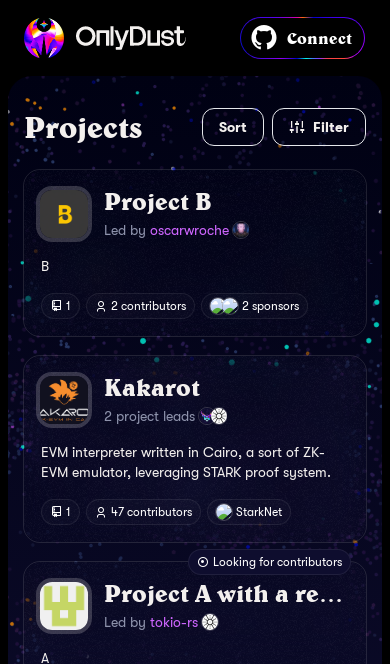 OnlyDust
Connect
Projects
Sort
Filter
B
Project B
Led by oscarwroche
B
1
2 contributors
2 sponsors
Kakarot
2 project leads
EVM interpreter written in Cairo, a sort of ZK-
EVM emulator, leveraging STARK proof system.
1
47 contributors
StarkNet
Looking for contributors
Project A with a re...
Led by tokio-rs
A